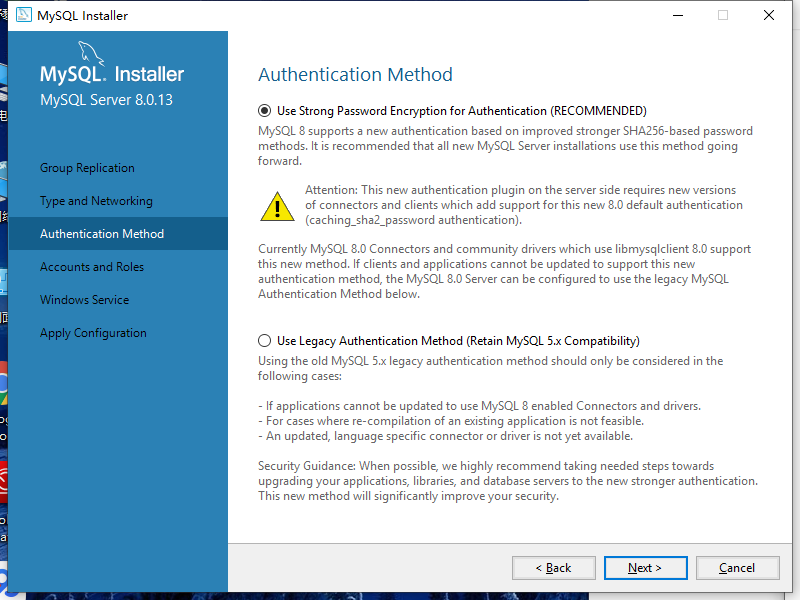 MySQL Installer
MySQL. Installer
MySQL Server 8.0.13
Group Replication
Type and Networking
Authentication Method
Accounts and Roles
Windows Service
Apply Configuration
Authentication Method
Use Strong Password Encryption for Authentication (RECOMMENDED)
MySQL 8 supports a new authentication based on improved stronger SHA256-based password
methods. It is recommended that all new MySQL Server installations use this method going
forward.
Attention: This new authentication plugin on the server side requires new versions
of connectors and clients which add support for this new 8.0 default authentication
(caching_sha2_password authentication).
Currently MySQL 8.0 Connectors and community drivers which use libmysqlclient 8.0 support
this new method. If clients and applications cannot be updated to support this new
authentication method, the MySQL 8.0 Server can be configured to use the legacy MySQL
Authentication Method below.
Use Legacy Authentication Method (Retain MySQL 5.x Compatibility)
Using the old MySQL 5.x legacy authentication method should only be considered in the
following cases:
- If applications cannot be updated to use MySQL 8 enabled Connectors and drivers.
- For cases where re-compilation of an existing application is not feasible.
- An updated, language specific connector or driver is not yet available.
Security Guidance: When possible, we highly recommend taking needed steps towards
upgrading your applications, libraries, and database servers to the new stronger authentication.
This new method will significantly improve your security.
< Back
Next >
Cancel